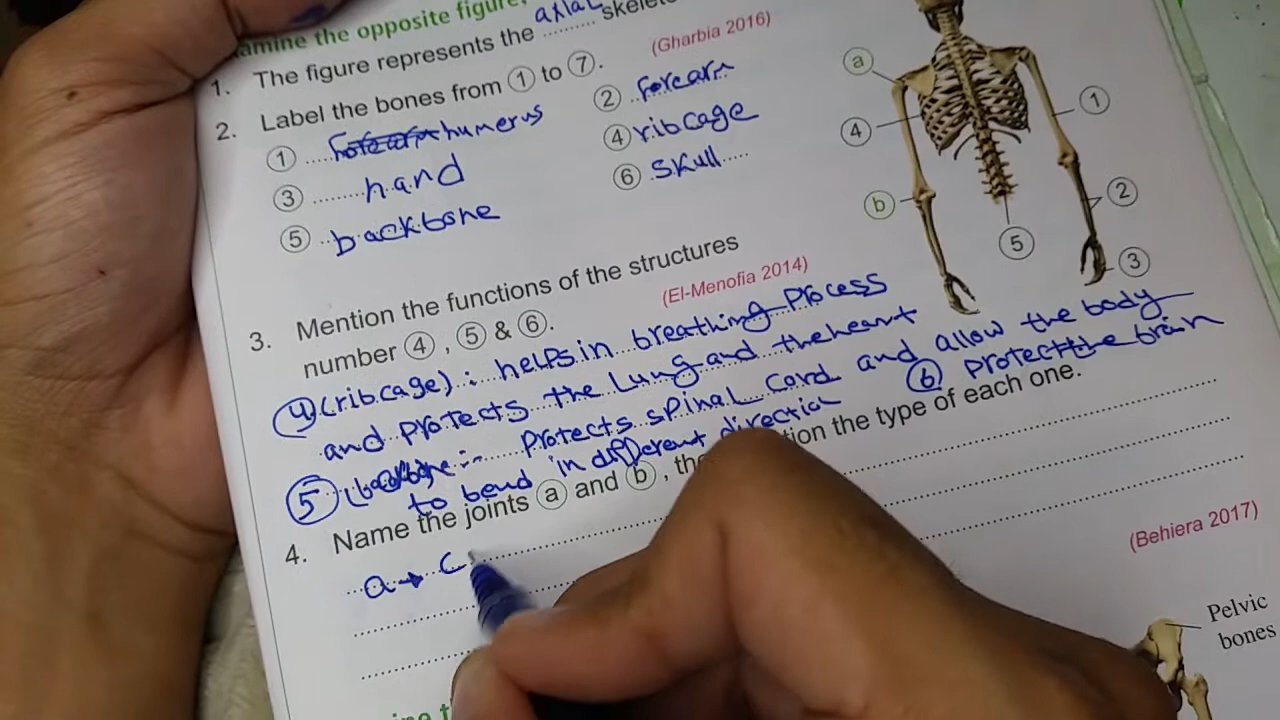 amine the opposite figure,
1. The figure represents the axial skelet
(Gharbia 2016)
2. Label the bones from 1 to 7.
1 humerus 2 forearm
3 hand 4 ribcage
5 backbone 6 skull
3. Mention the functions of the structures
number 4, 5 & 6. (El-Menofia 2014)
4 (ribcage) : helps in breathing Process
and protects the Lung and the heart
5 (backbone :- Protects spinal Cord and allow the body
to bend in different direction 6 protect the brain
4. Name the joints a and b, the tion the type of each one.
a → c
(Behiera 2017)
a
4
b
1
2
3
5
Pelvic
bones